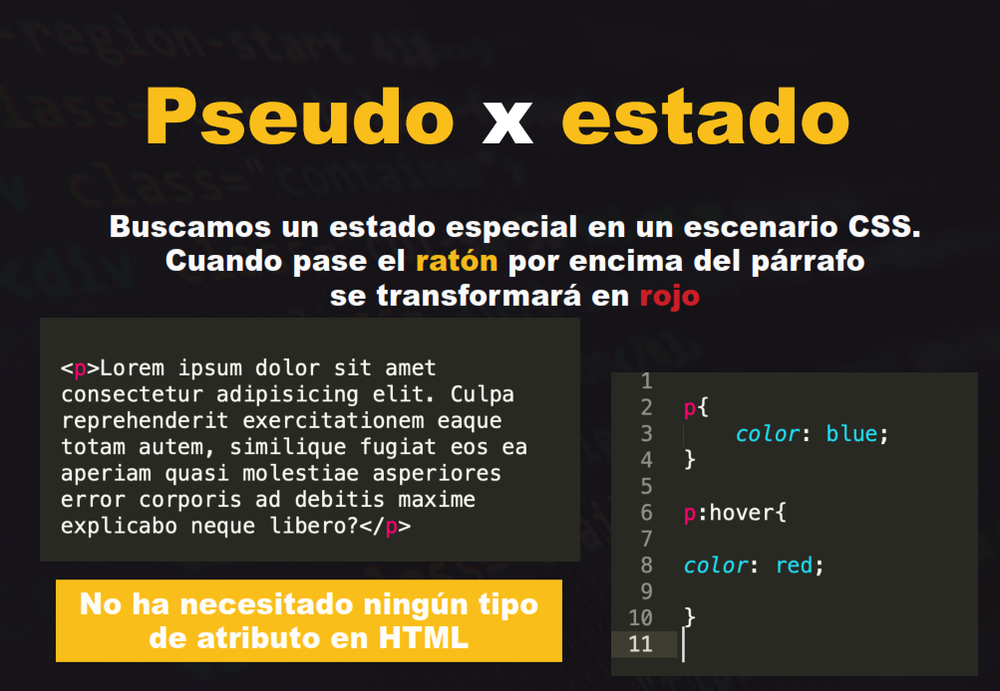 Pseudo x estado
Buscamos un estado especial en un escenario CSS.
Cuando pase el ratón por encima del párrafo
se transformará en rojo
<p>Lorem ipsum dolor sit amet
consectetur adipisicing elit. Culpa
reprehenderit exercitationem eaque
totam autem, similique fugiat eos ea
aperiam quasi molestiae asperiores
error corporis ad debitis maxime
explicabo neque libero?</p>
No ha necesitado ningún tipo
de atributo en HTML
1
2 p{
3 color: blue;
4 }
5
6 p:hover{
7
8 color: red;
9
10 }
11